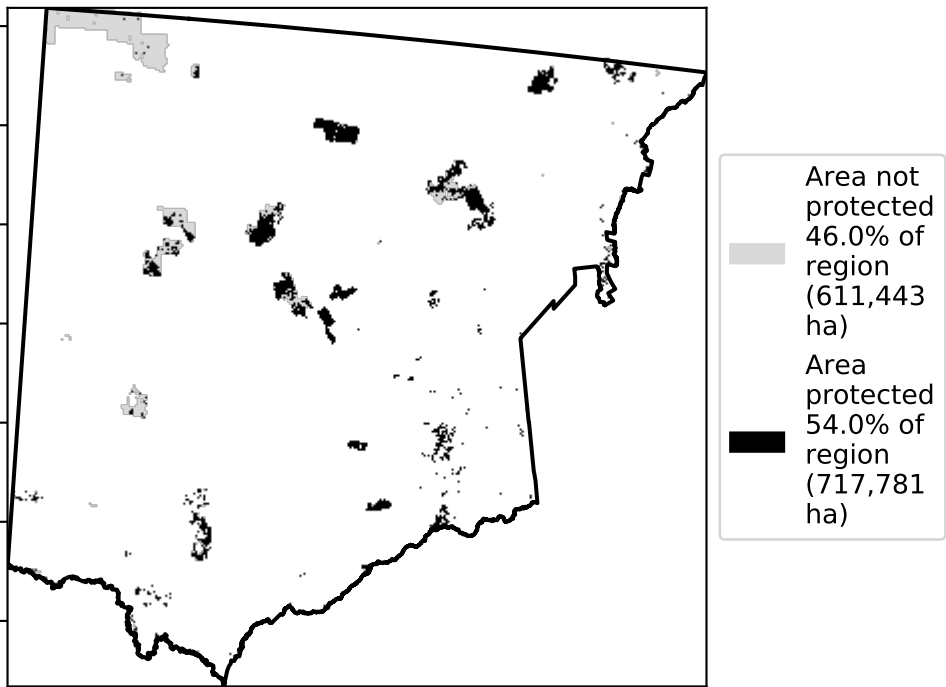 Area not
protected
46.0% of
region
(611,443
ha)
Area
protected
54.0% of
region
(717,781
ha)